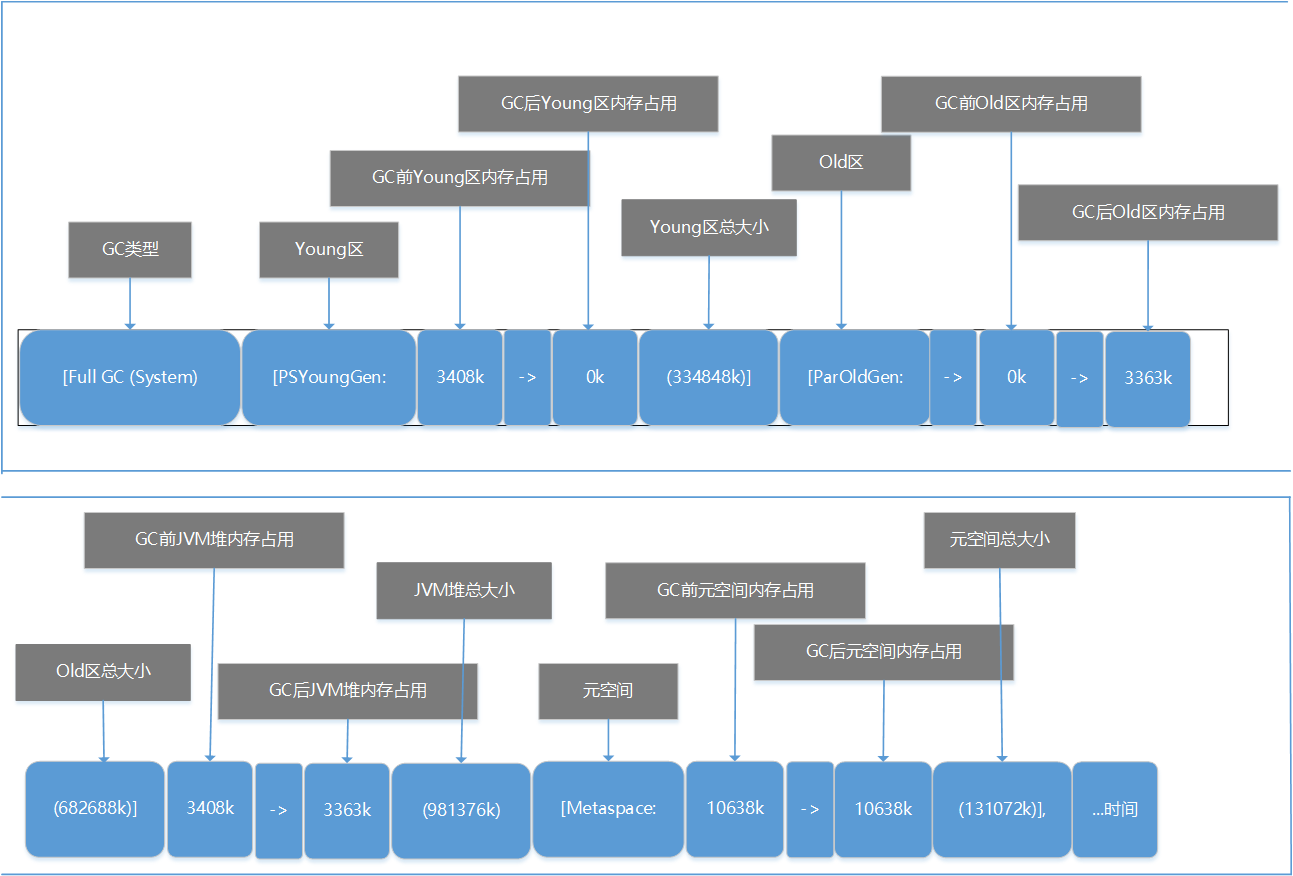 GC后Young区内存占用
GC前Old区内存占用
GC前Young区内存占用
Old区
GC后Old区内存占用
Young区总大小
GC类型
Young区
[Full GC (System)
[PSYoungGen:
3408k
->
0k
(334848k)]
[ParOldGen:
->
0k
->
3363k
GC前JVM堆内存占用
元空间总大小
JVM堆总大小
GC前元空间内存占用
GC后元空间内存占用
Old区总大小
GC后JVM堆内存占用
元空间
(682688k)]
3408k
->
3363k
(981376k)
[Metaspace:
10638k
->
10638k
(131072k)],
...时间